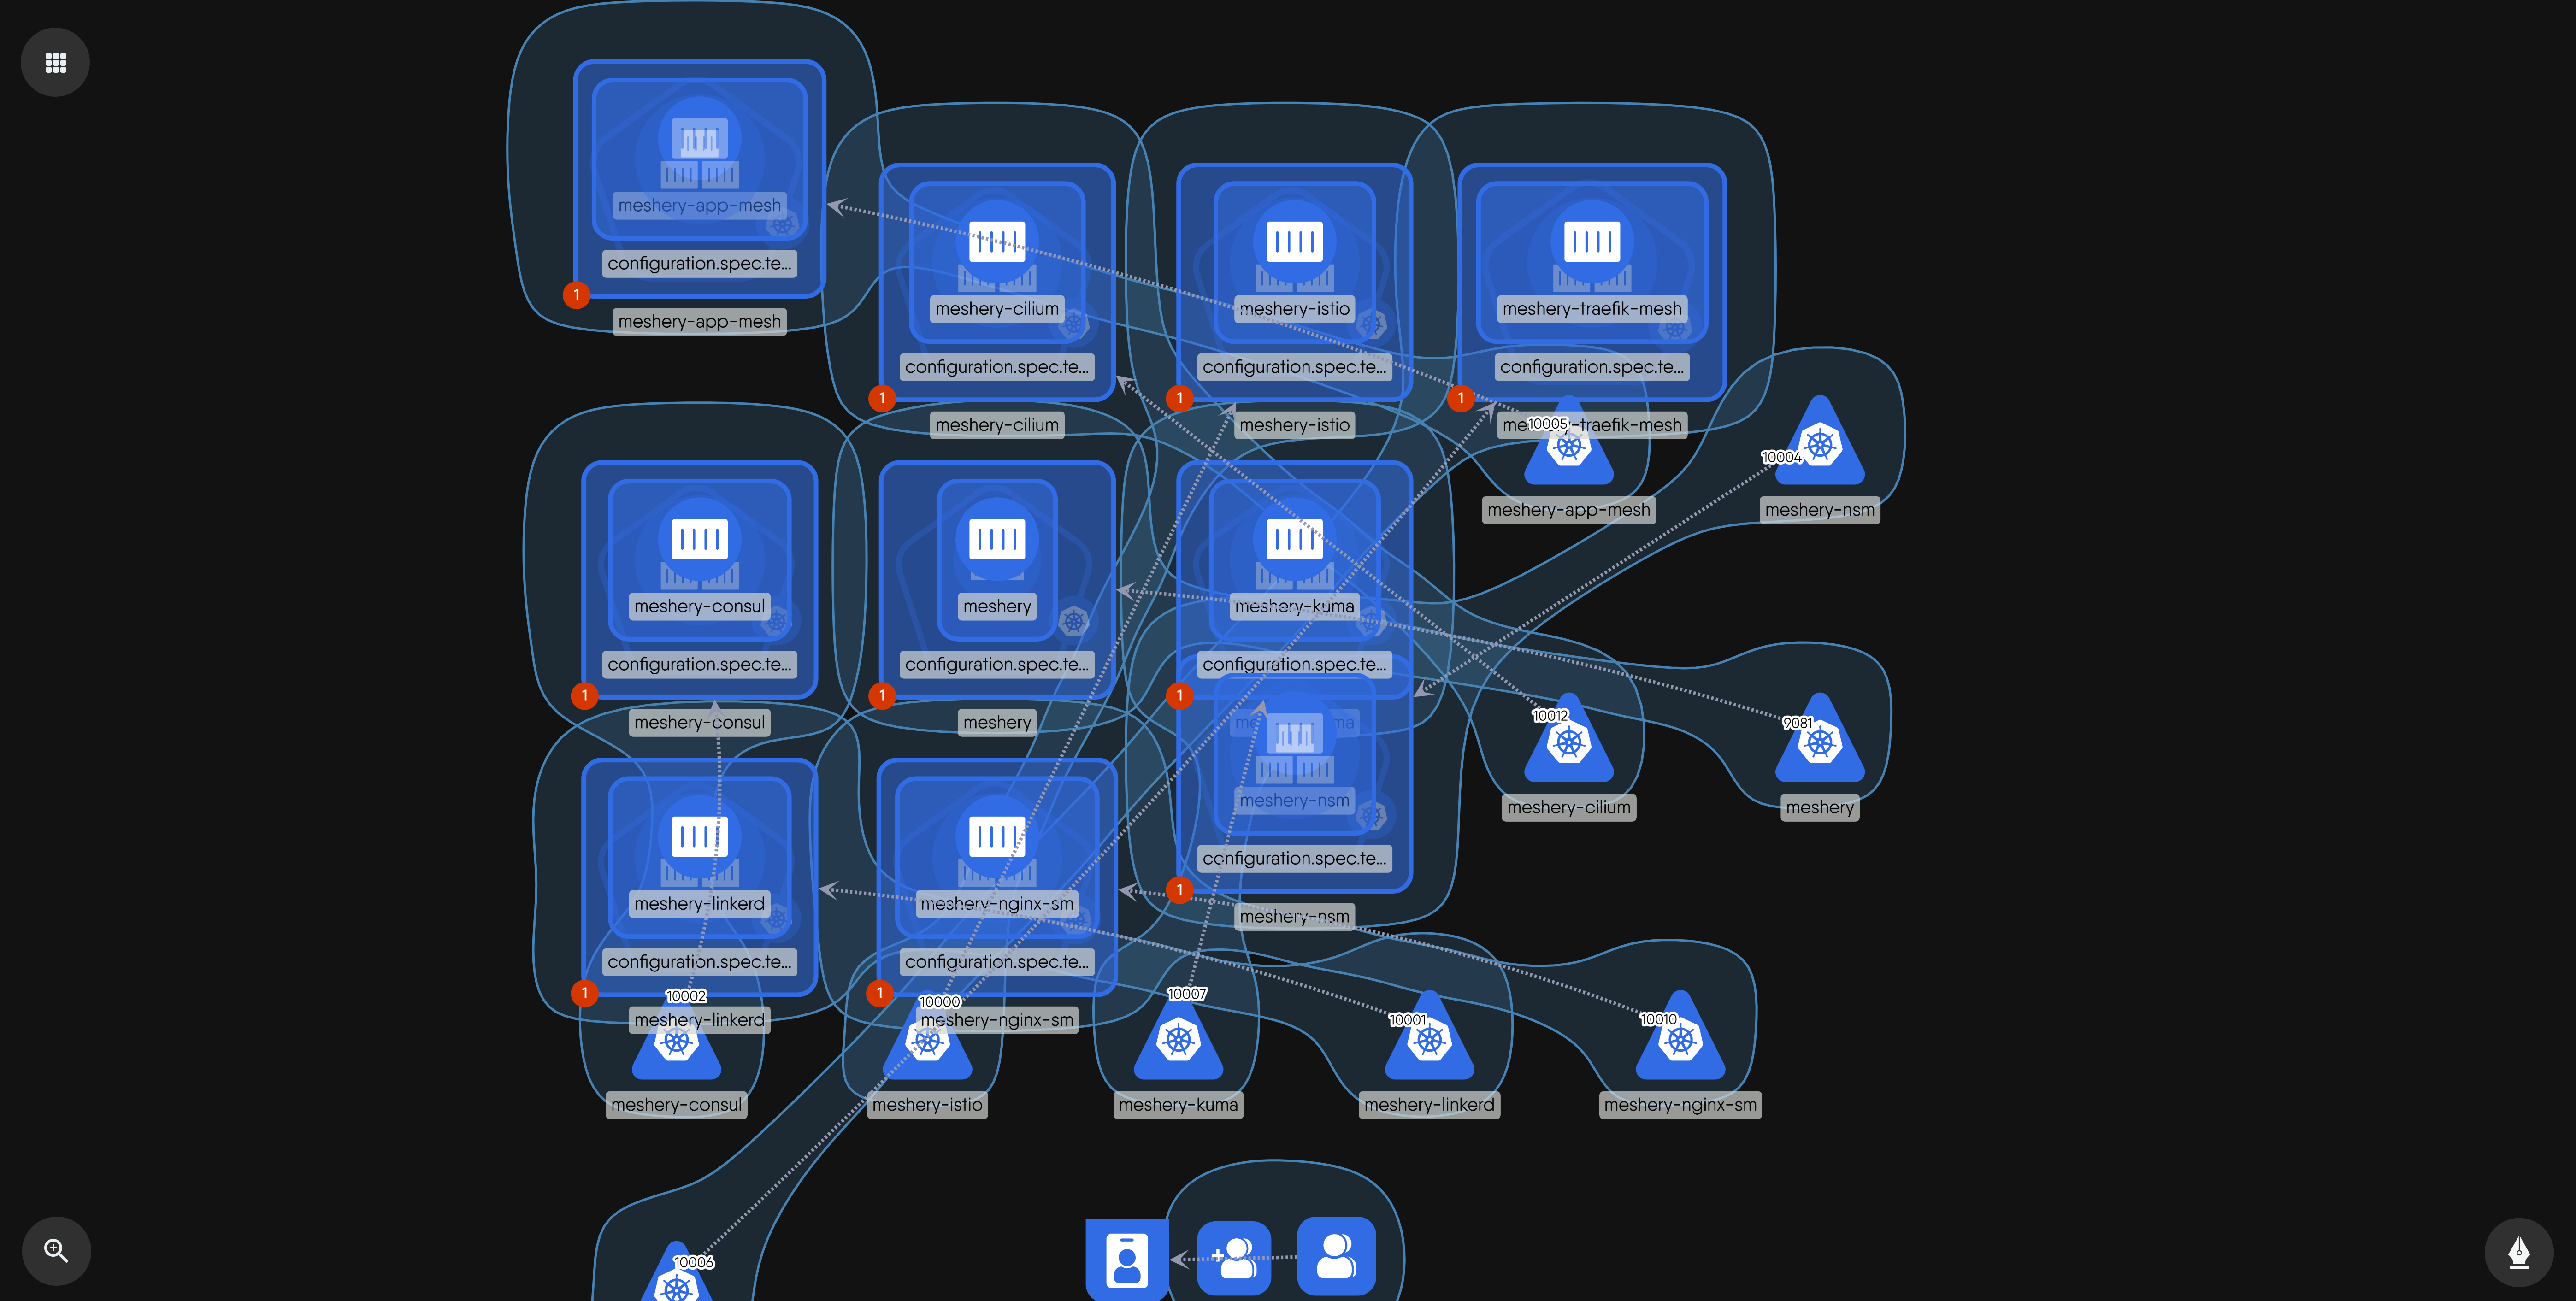 meshery-app-mesh
configuration.spec.te...
1
meshery-app-mesh
meshery-cilium
configuration.spec.te...
1
meshery-cilium
meshery-istio
configuration.spec.te...
1
meshery-istio
meshery-traefik-mesh
configuration.spec.te...
1
-traefik-mesh
10005
meshery-app-mesh
10004
meshery-nsm
meshery-consul
configuration.spec.te...
1
meshery-consul
meshery
configuration.spec.te...
1
meshery
meshery-kuma
configuration.spec.te...
1
meshery-nsm
configuration.spec.te...
1
meshery-nsm
10012
meshery-cilium
9081
meshery
meshery-linkerd
configuration.spec.te...
1
meshery-linkerd
meshery-nginx-sm
configuration.spec.te...
1
meshery-nginx-sm
10002
meshery-consul
10000
meshery-istio
10007
meshery-kuma
10001
meshery-linkerd
10010
meshery-nginx-sm
10006